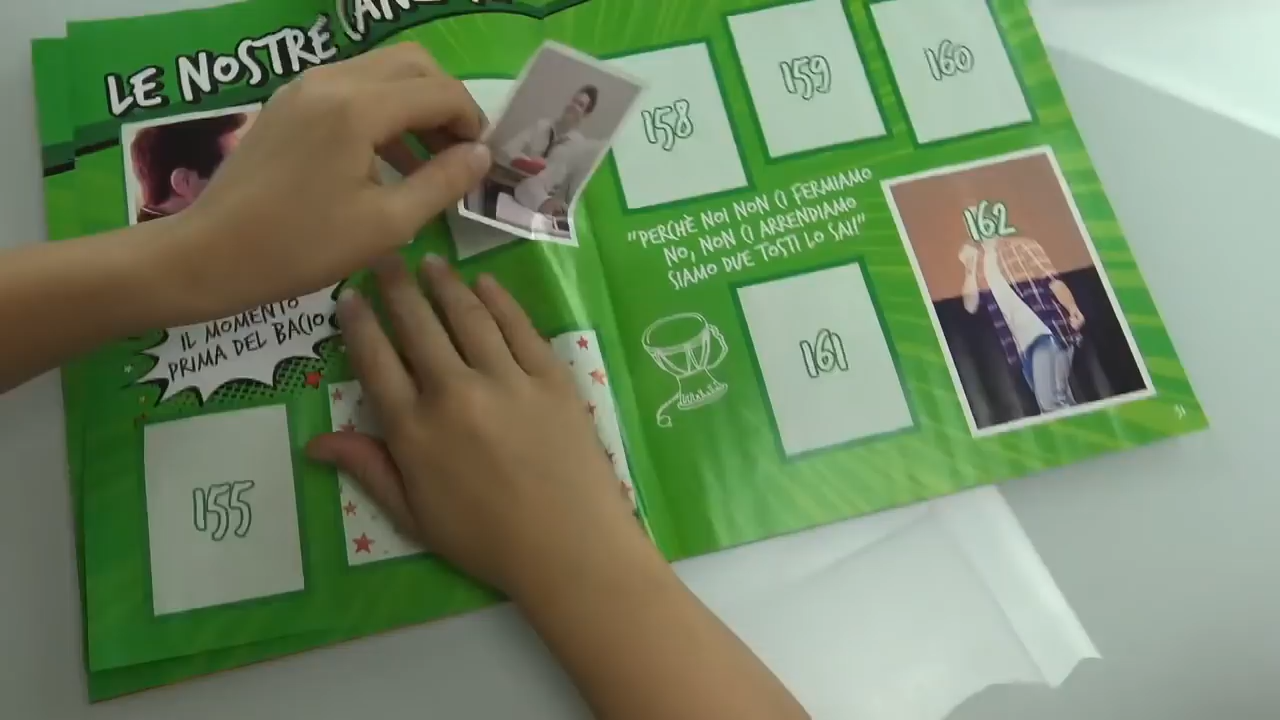 LE NOSTRE
158
159
160
"PERCHÈ NOI NON CI FERMIAMO
NO, NON CI ARRENDIAMO
SIAMO DUE TOSTI LO SAI!"
162
IL MOMENTO
PRIMA DEL BACIO
161
155
51